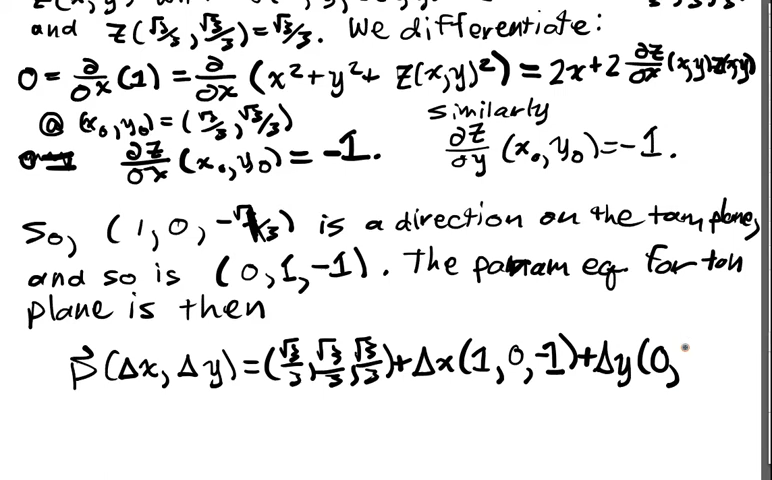 and z(√3/3, √3/3) = √3/3. We differentiate:
0 = ∂/∂x (1) = ∂/∂x (x² + y² + z(x,y)²) = 2x + 2 ∂z/∂x (x,y) z(x,y)
@ (x₀, y₀) = (√3/3, √3/3) similarly
∂z/∂x (x₀, y₀) = -1. ∂z/∂y (x₀, y₀) = -1.
So, (1, 0, -) is a direction on the tan plane,
and so is (0, 1, -1). The param eq. for tan
plane is then
p⃗(Δx, Δy) = (√3/3, √3/3, √3/3) + Δx(1, 0, -1) + Δy(0,